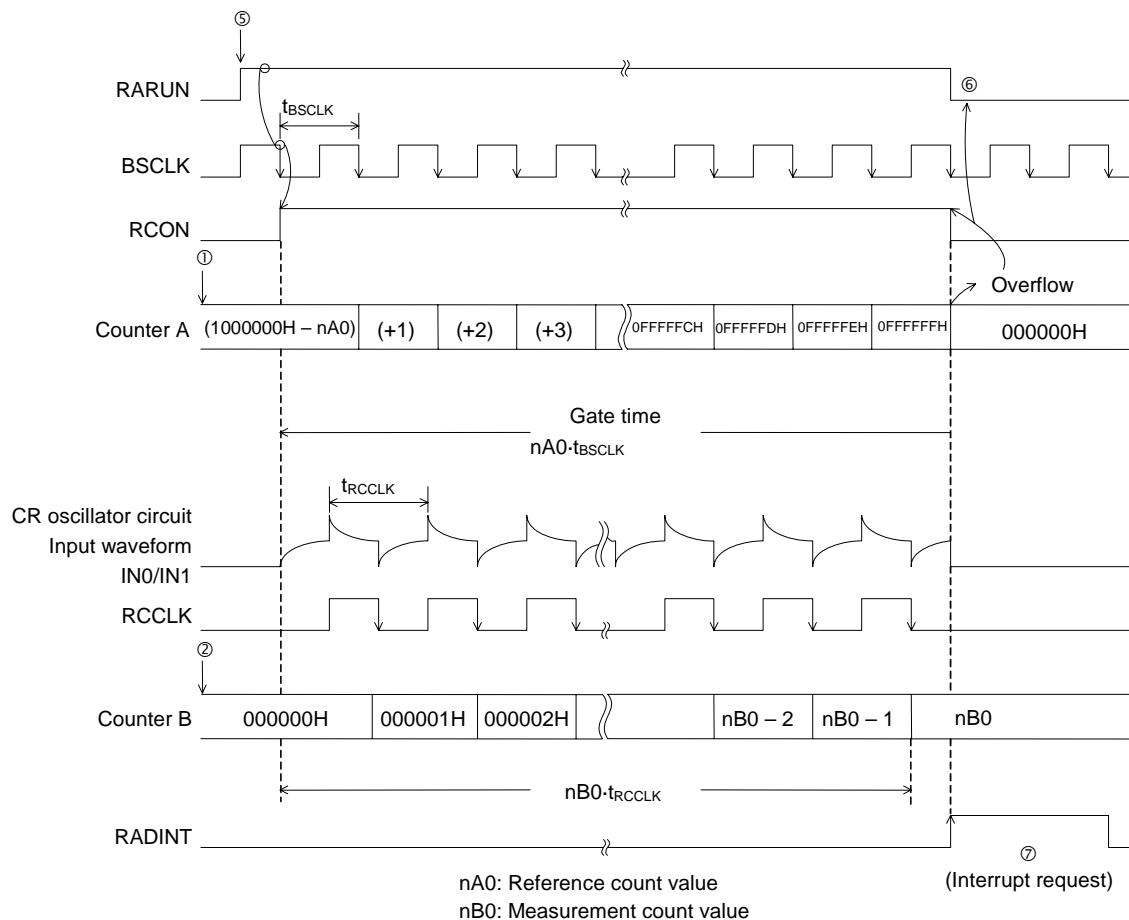 ⑤
RARUN
⑥
tBSCLK
BSCLK
RCON
①
Overflow
Counter A
(1000000H – nA0)
(+1)
(+2)
(+3)
0FFFFFCH
0FFFFFDH
0FFFFFEH
0FFFFFFH
000000H
Gate time
nA0·tBSCLK
tRCCLK
CR oscillator circuit
Input waveform
IN0/IN1
RCCLK
②
Counter B
000000H
000001H
000002H
nB0 – 2
nB0 – 1
nB0
nB0·tRCCLK
RADINT
⑦
(Interrupt request)
nA0: Reference count value
nB0: Measurement count value